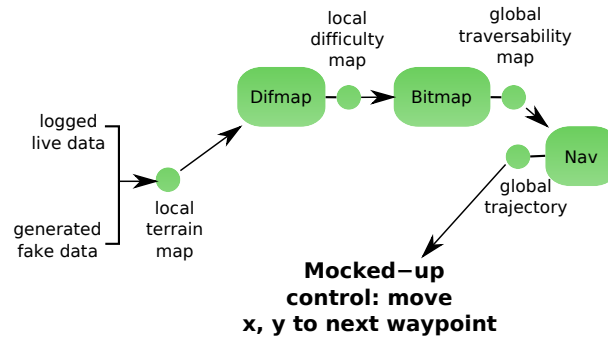 logged
live data
generated
fake data
local
terrain
map
Difmap
local
difficulty
map
Bitmap
global
traversability
map
Nav
global
trajectory
Mocked−up
control: move
x, y to next waypoint